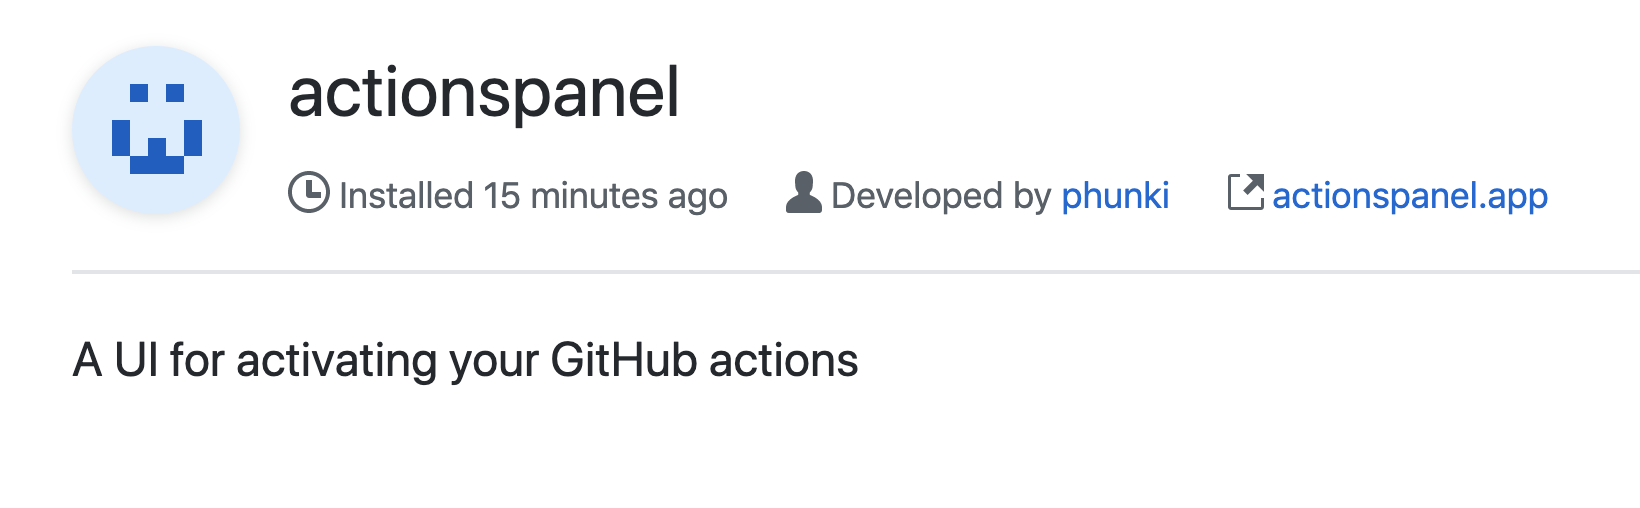 actionspanel
Installed 15 minutes ago Developed by phunki actionspanel.app
A UI for activating your GitHub actions